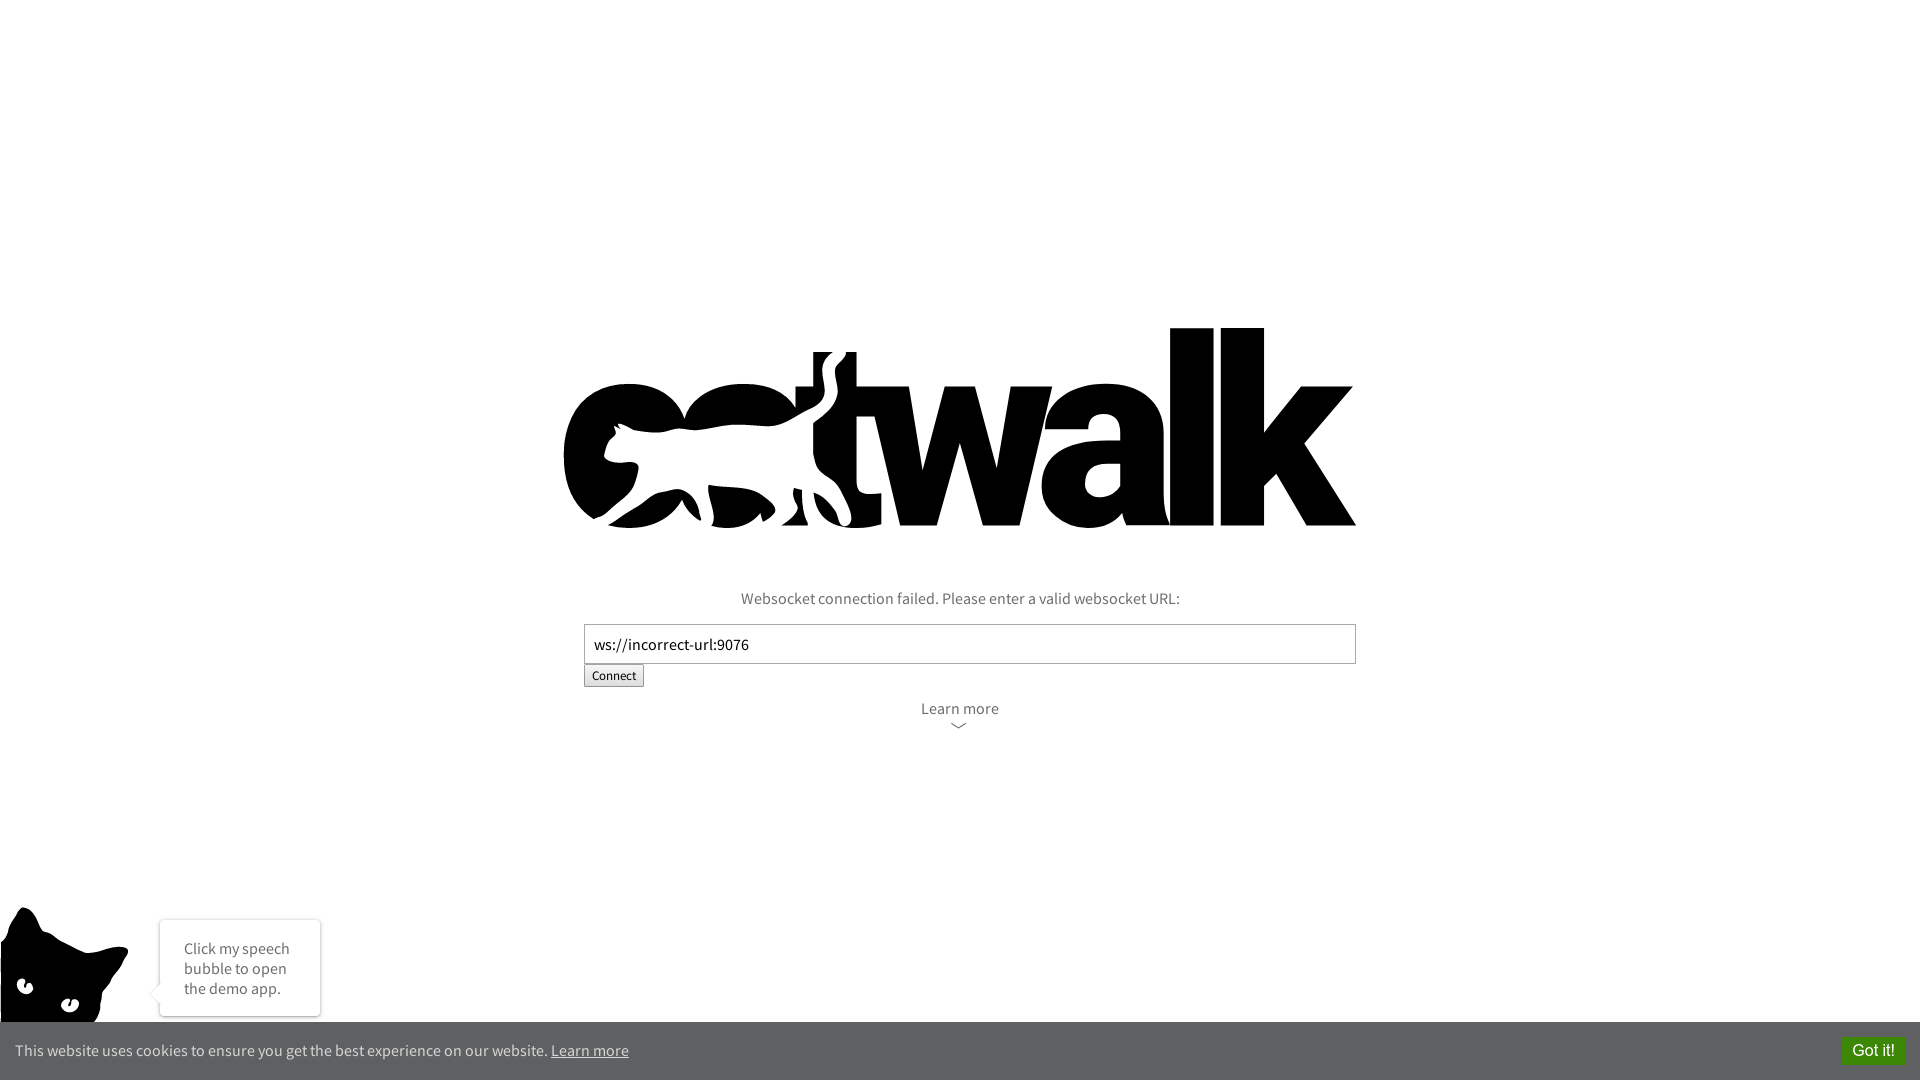 catwalk
Websocket connection failed. Please enter a valid websocket URL:
ws://incorrect-url:9076
Connect
Learn more
Click my speech
bubble to open
the demo app.
This website uses cookies to ensure you get the best experience on our website. Learn more
Got it!